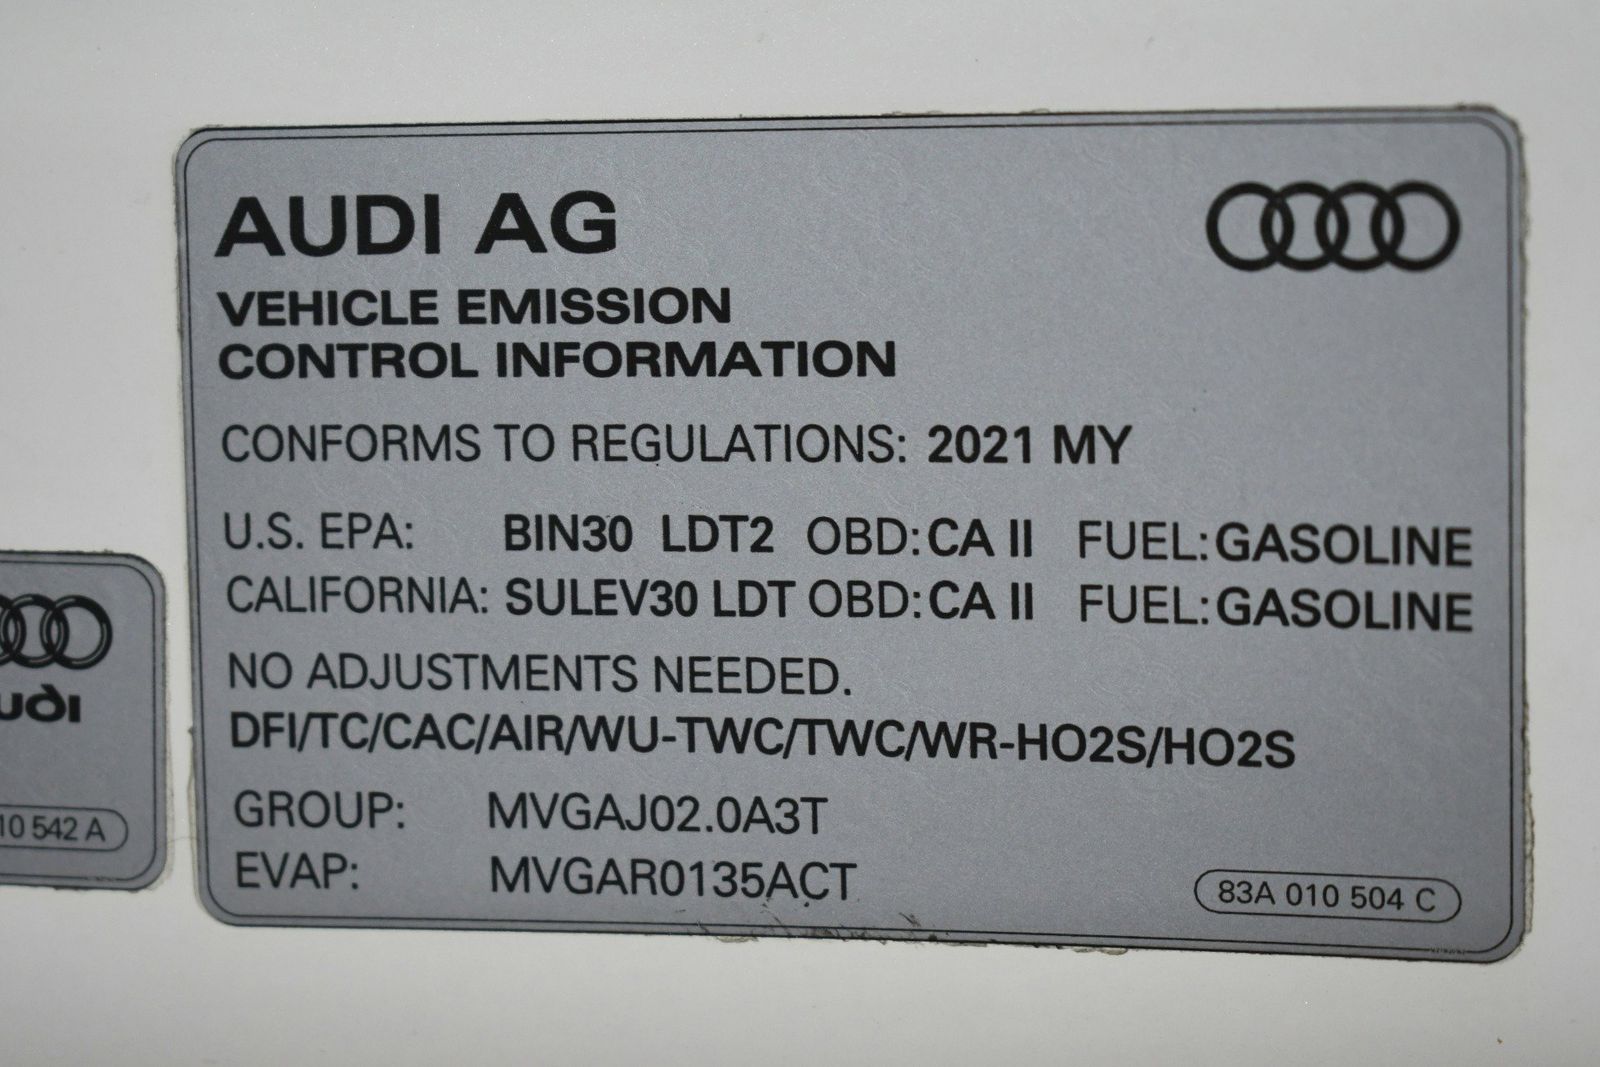 AUDI AG
VEHICLE EMISSION
CONTROL INFORMATION
CONFORMS TO REGULATIONS: 2021 MY
U.S. EPA: BIN30 LDT2 OBD: CA II FUEL: GASOLINE
CALIFORNIA: SULEV30 LDT OBD: CA II FUEL: GASOLINE
NO ADJUSTMENTS NEEDED.
DFI/TC/CAC/AIR/WU-TWC/TWC/WR-HO2S/HO2S
GROUP: MVGAJ02.0A3T
EVAP: MVGAR0135ACT
83A 010 504 C
udi
10 542 A